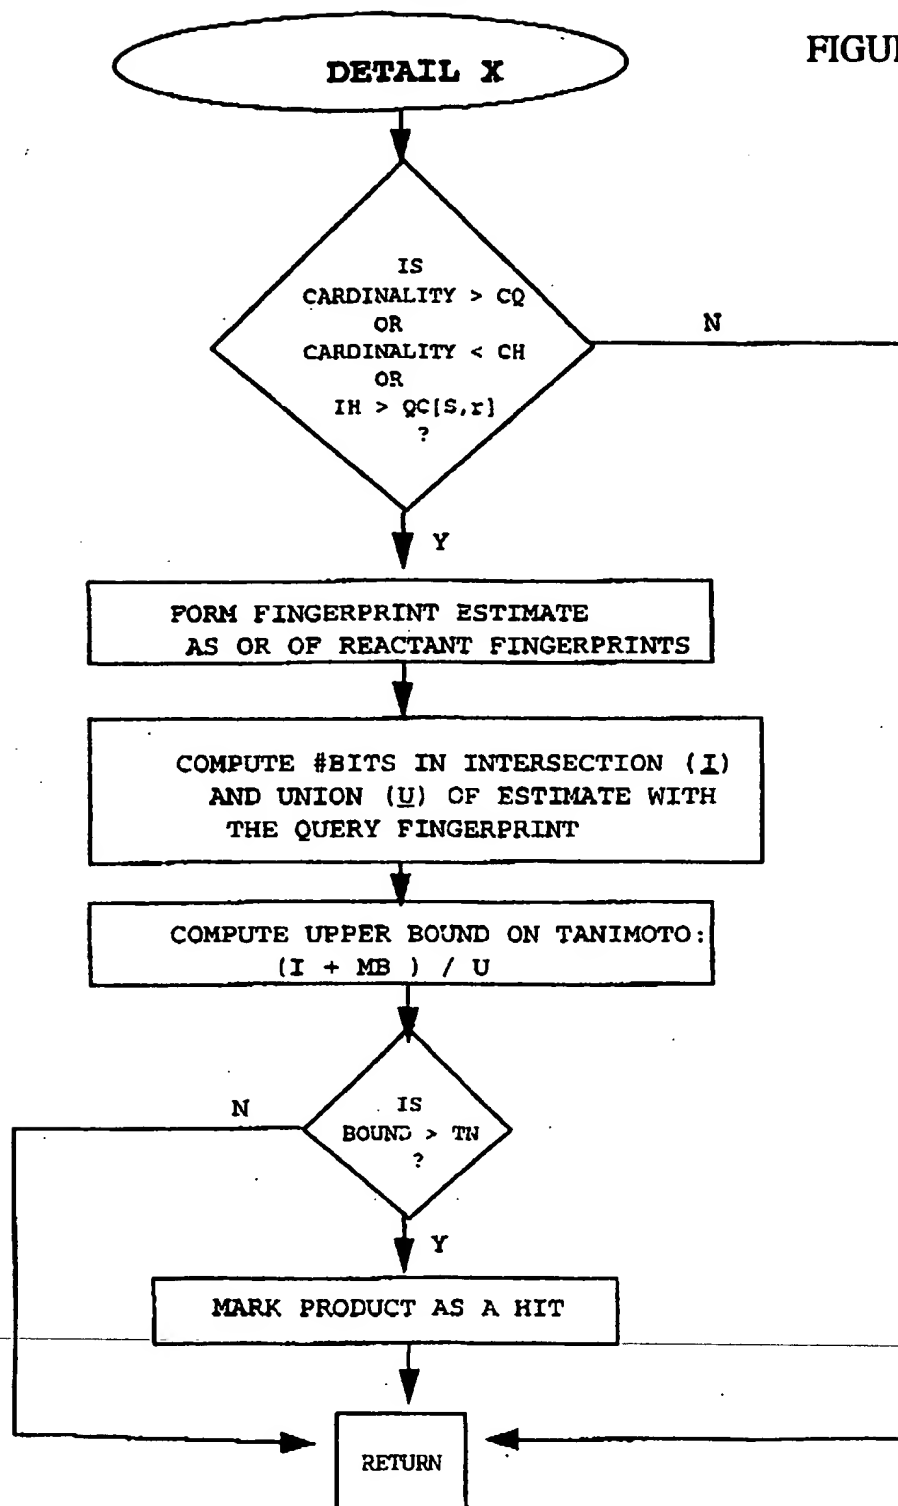 DETAIL X
IS
CARDINALITY > CQ
OR
CARDINALITY < CH
OR
IH > QC[S,r]
?
N
Y
FORM FINGERPRINT ESTIMATE
AS OR OF REACTANT FINGERPRINTS
COMPUTE #BITS IN INTERSECTION (I)
AND UNION (U) OF ESTIMATE WITH
THE QUERY FINGERPRINT
COMPUTE UPPER BOUND ON TANIMOTO:
(I + MB ) / U
N
IS
BOUND > TN
?
Y
MARK PRODUCT AS A HIT
RETURN